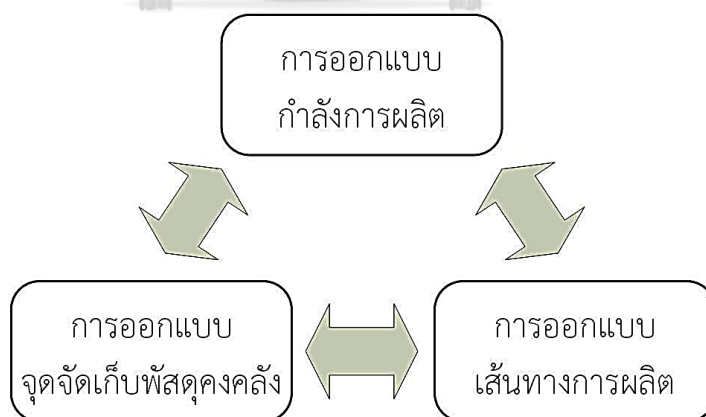 การออกแบบ
กำลังการผลิต
การออกแบบ
จุดจัดเก็บพัสดุคงคลัง
การออกแบบ
เส้นทางการผลิต